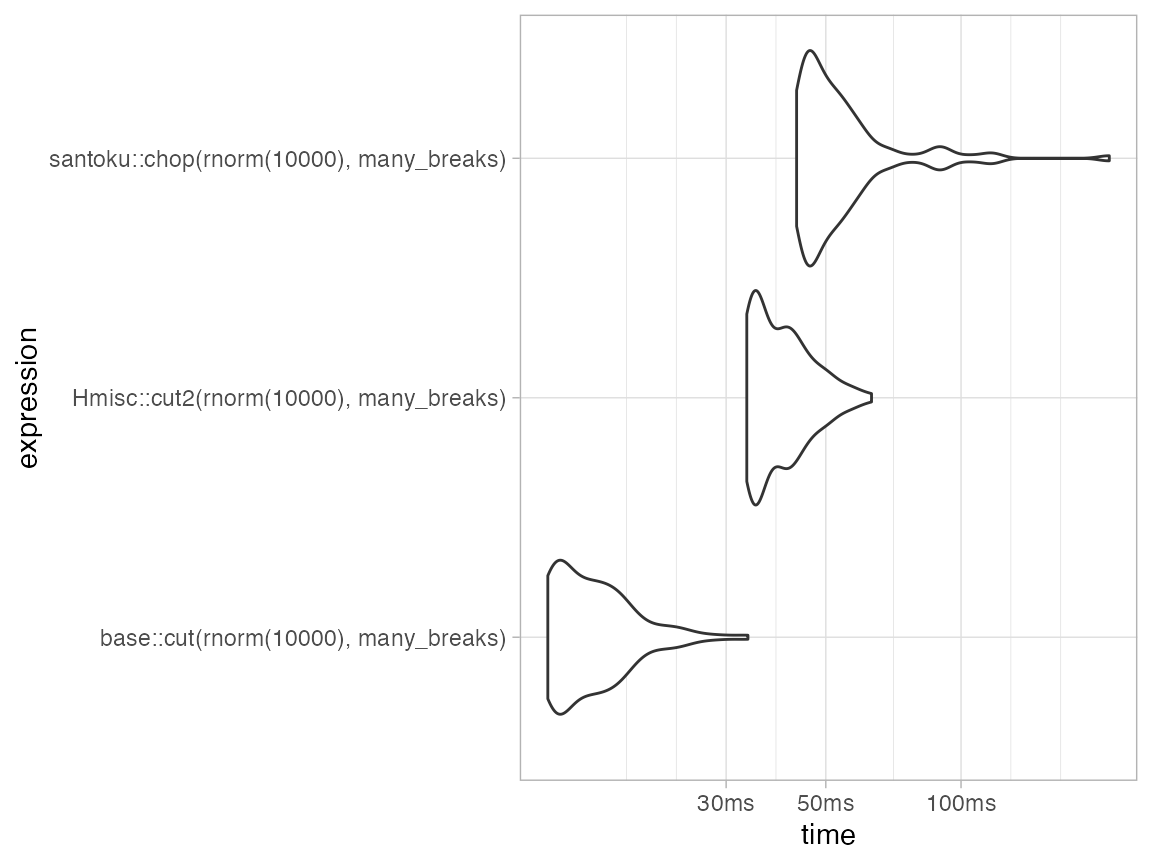 santoku::chop(rnorm(10000), many_breaks)
Hmisc::cut2(rnorm(10000), many_breaks)
base::cut(rnorm(10000), many_breaks)
expression
30ms 50ms 100ms
time